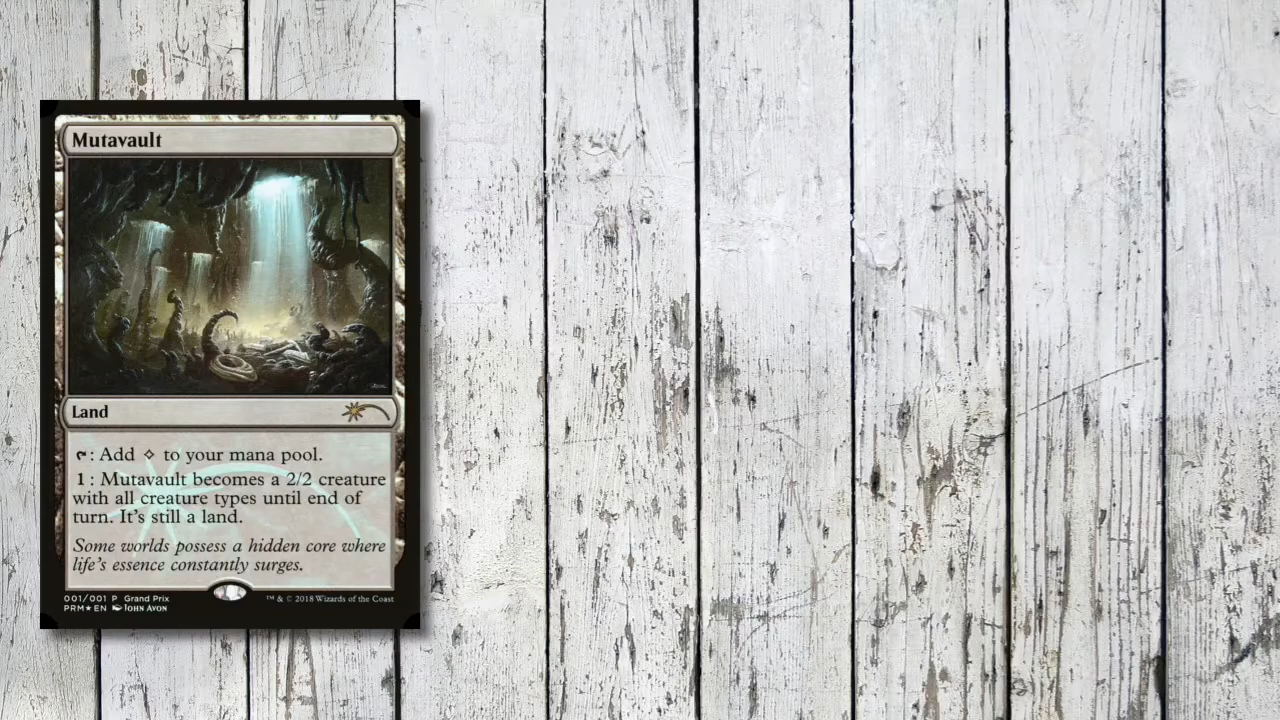 Mutavault
Land
: Add to your mana pool.
1 : Mutavault becomes a 2/2 creature
with all creature types until end of
turn. It's still a land.
Some worlds possess a hidden core where
life's essence constantly surges.
001/001 P Grand Prix
PRM★EN JOHN AVON
™ & © 2018 Wizards of the Coast